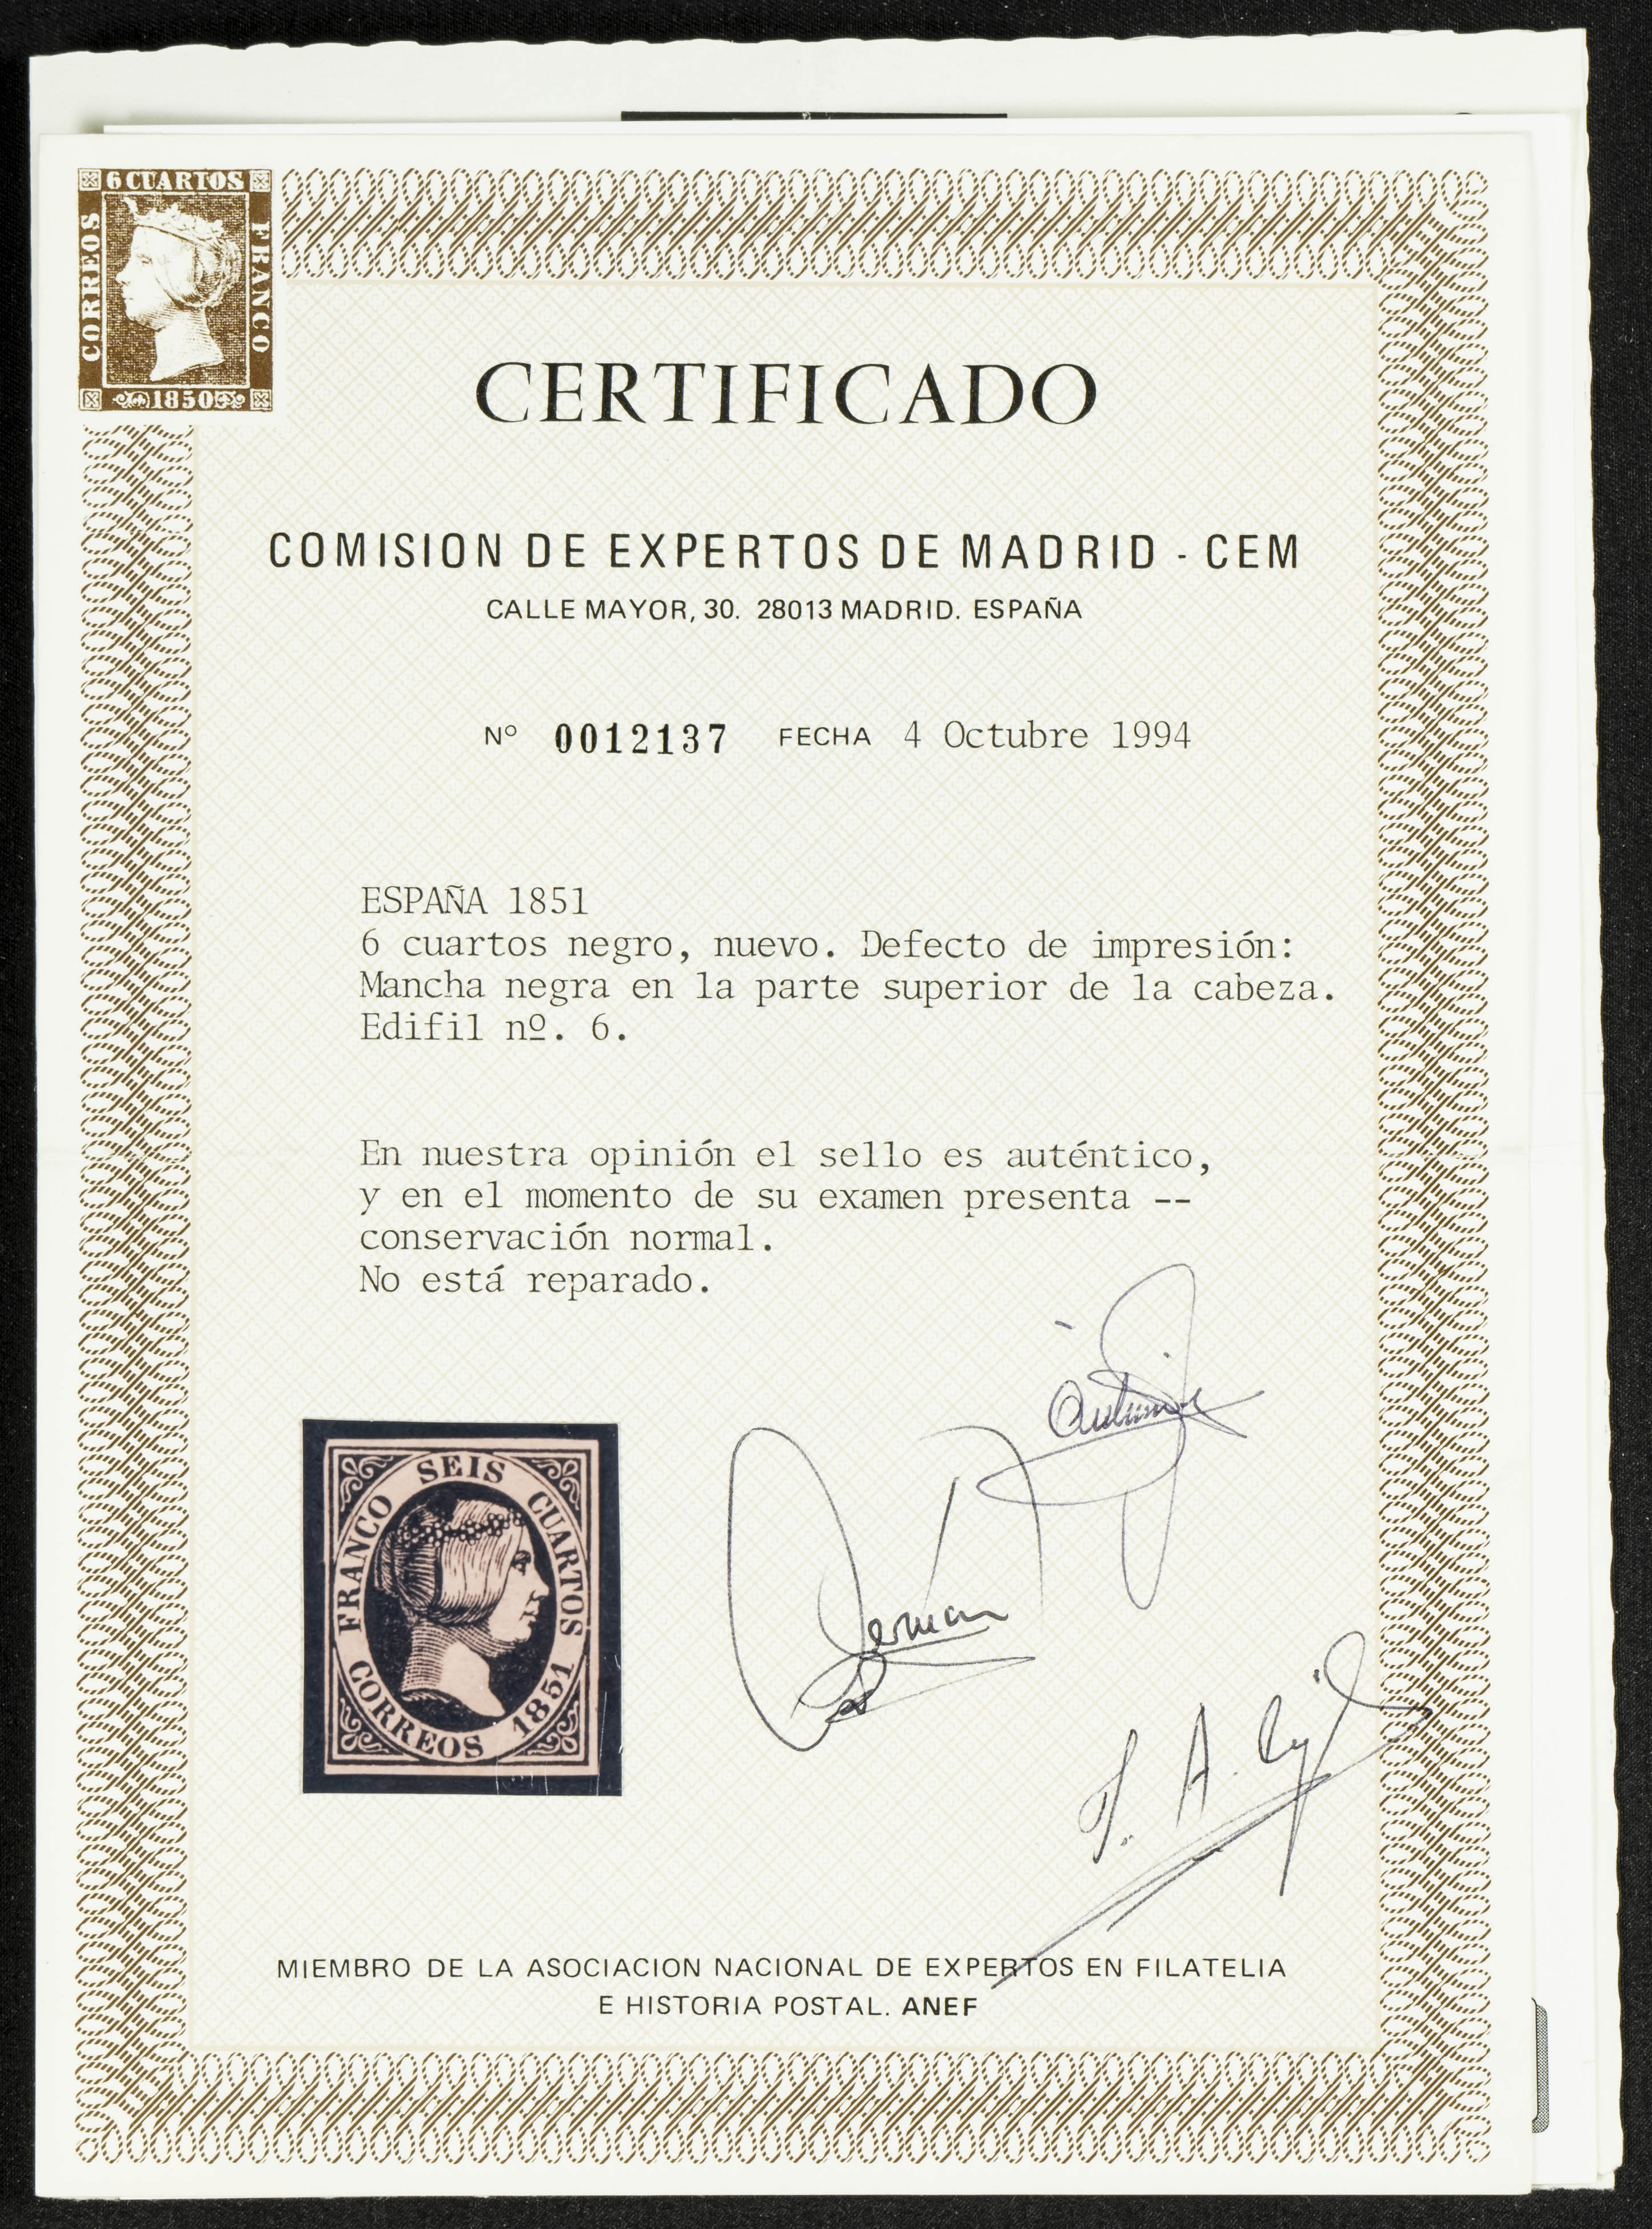 6 CUARTOS
CORREOS
FRANCO
1850
CERTIFICADO
COMISION DE EXPERTOS DE MADRID - CEM
CALLE MAYOR, 30. 28013 MADRID. ESPAÑA
Nº 0012137 FECHA 4 Octubre 1994
ESPAÑA 1851
6 cuartos negro, nuevo. Defecto de impresión:
Mancha negra en la parte superior de la cabeza.
Edifil nº. 6.
En nuestra opinión el sello es auténtico,
y en el momento de su examen presenta --
conservación normal.
No está reparado.
FRANCO SEIS CUARTOS
CORREOS 1851
MIEMBRO DE LA ASOCIACION NACIONAL DE EXPERTOS EN FILATELIA
E HISTORIA POSTAL. ANEF